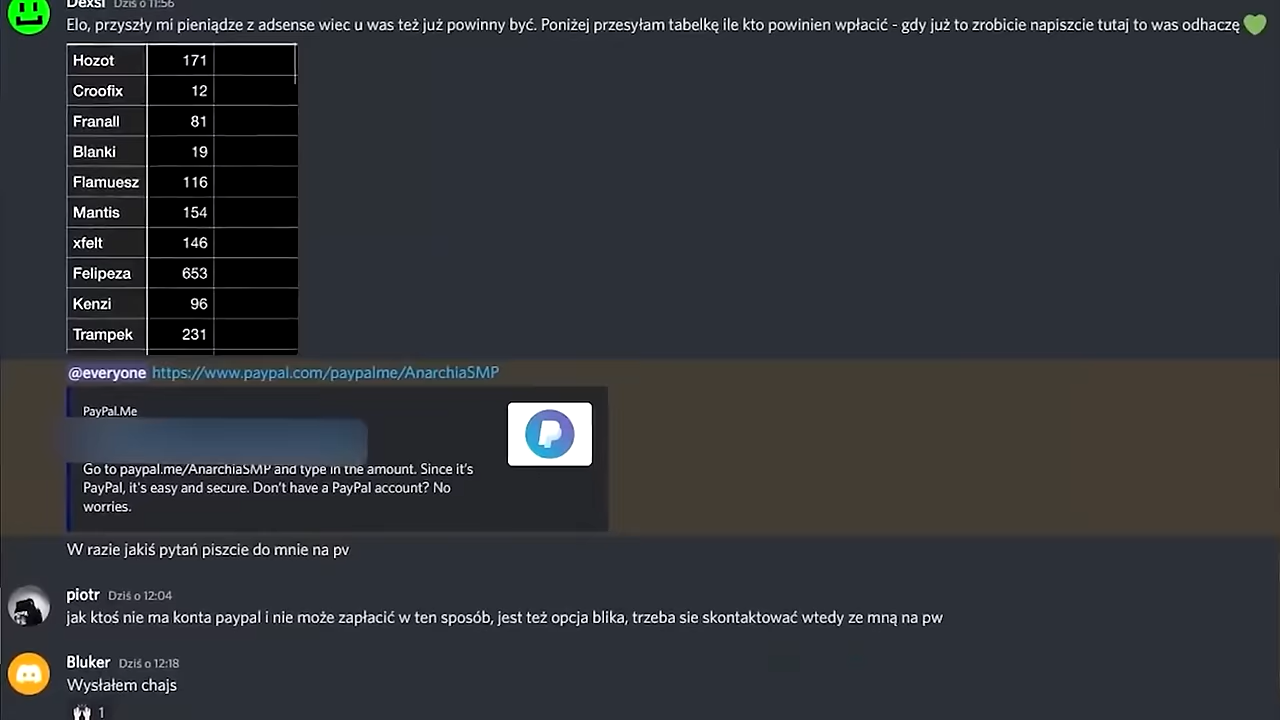 Dexsi Dziś o 11:56
Elo, przyszły mi pieniądze z adsense wiec u was też już powinny być. Poniżej przesyłam tabelkę ile kto powinien wpłacić - gdy już to zrobicie napiszcie tutaj to was odhaczę
Hozot 171
Croofix 12
Franall 81
Blanki 19
Flamuesz 116
Mantis 154
xfelt 146
Felipeza 653
Kenzi 96
Trampek 231
@everyone https://www.paypal.com/paypalme/AnarchiaSMP
PayPal.Me
Go to paypal.me/AnarchiaSMP and type in the amount. Since it's
PayPal, it's easy and secure. Don't have a PayPal account? No
worries.
W razie jakiś pytań piszcie do mnie na pv
piotr Dziś o 12:04
jak ktoś nie ma konta paypal i nie może zapłacić w ten sposób, jest też opcja blika, trzeba sie skontaktować wtedy ze mną na pw
Bluker Dziś o 12:18
Wysłałem chajs
1